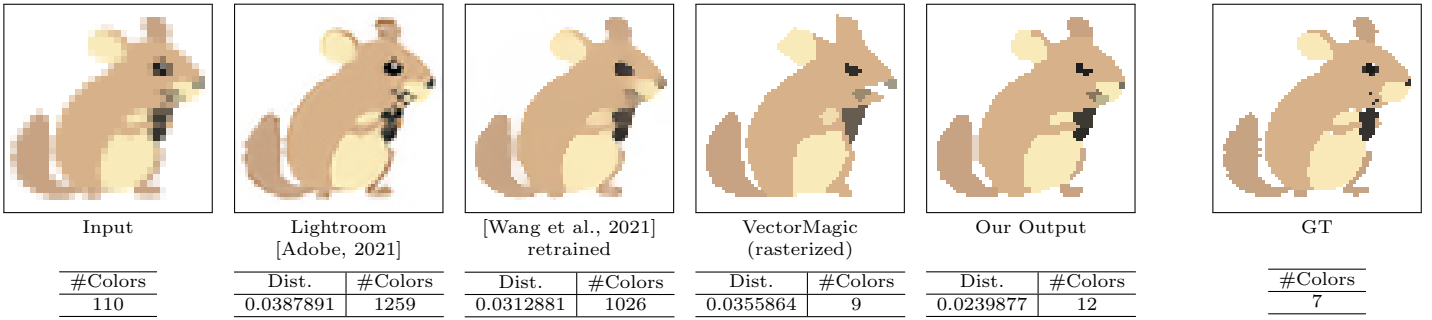 Input
Lightroom
[Adobe, 2021]
[Wang et al., 2021]
retrained
VectorMagic
(rasterized)
Our Output
GT
#Colors
110
Dist. #Colors
0.0387891 1259
Dist. #Colors
0.0312881 1026
Dist. #Colors
0.0355864 9
Dist. #Colors
0.0239877 12
#Colors
7